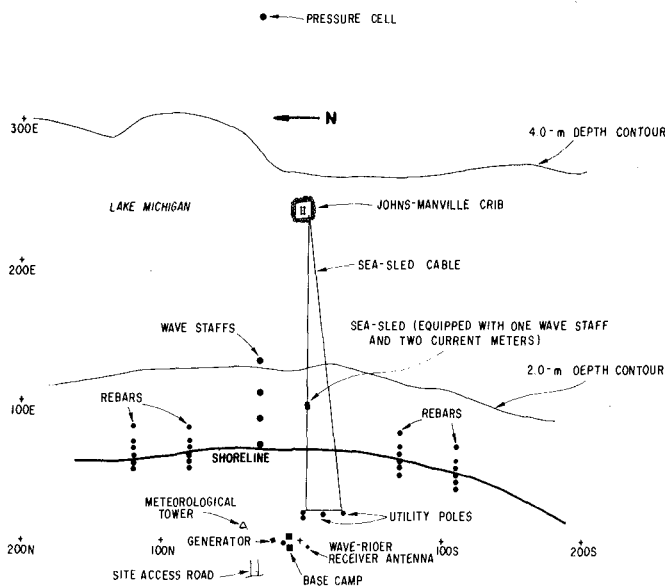 PRESSURE CELL
300E
N
4.0-m DEPTH CONTOUR
LAKE MICHIGAN
JOHNS-MANVILLE CRIB
200E
SEA-SLED CABLE
WAVE STAFFS
SEA-SLED (EQUIPPED WITH ONE WAVE STAFF
AND TWO CURRENT METERS)
2.0-m DEPTH CONTOUR
100E
REBARS
REBARS
SHORELINE
METEOROLOGICAL
TOWER
UTILITY POLES
200N
100N
GENERATOR
WAVE-RIDER
RECEIVER ANTENNA
100S
200S
SITE ACCESS ROAD
BASE CAMP